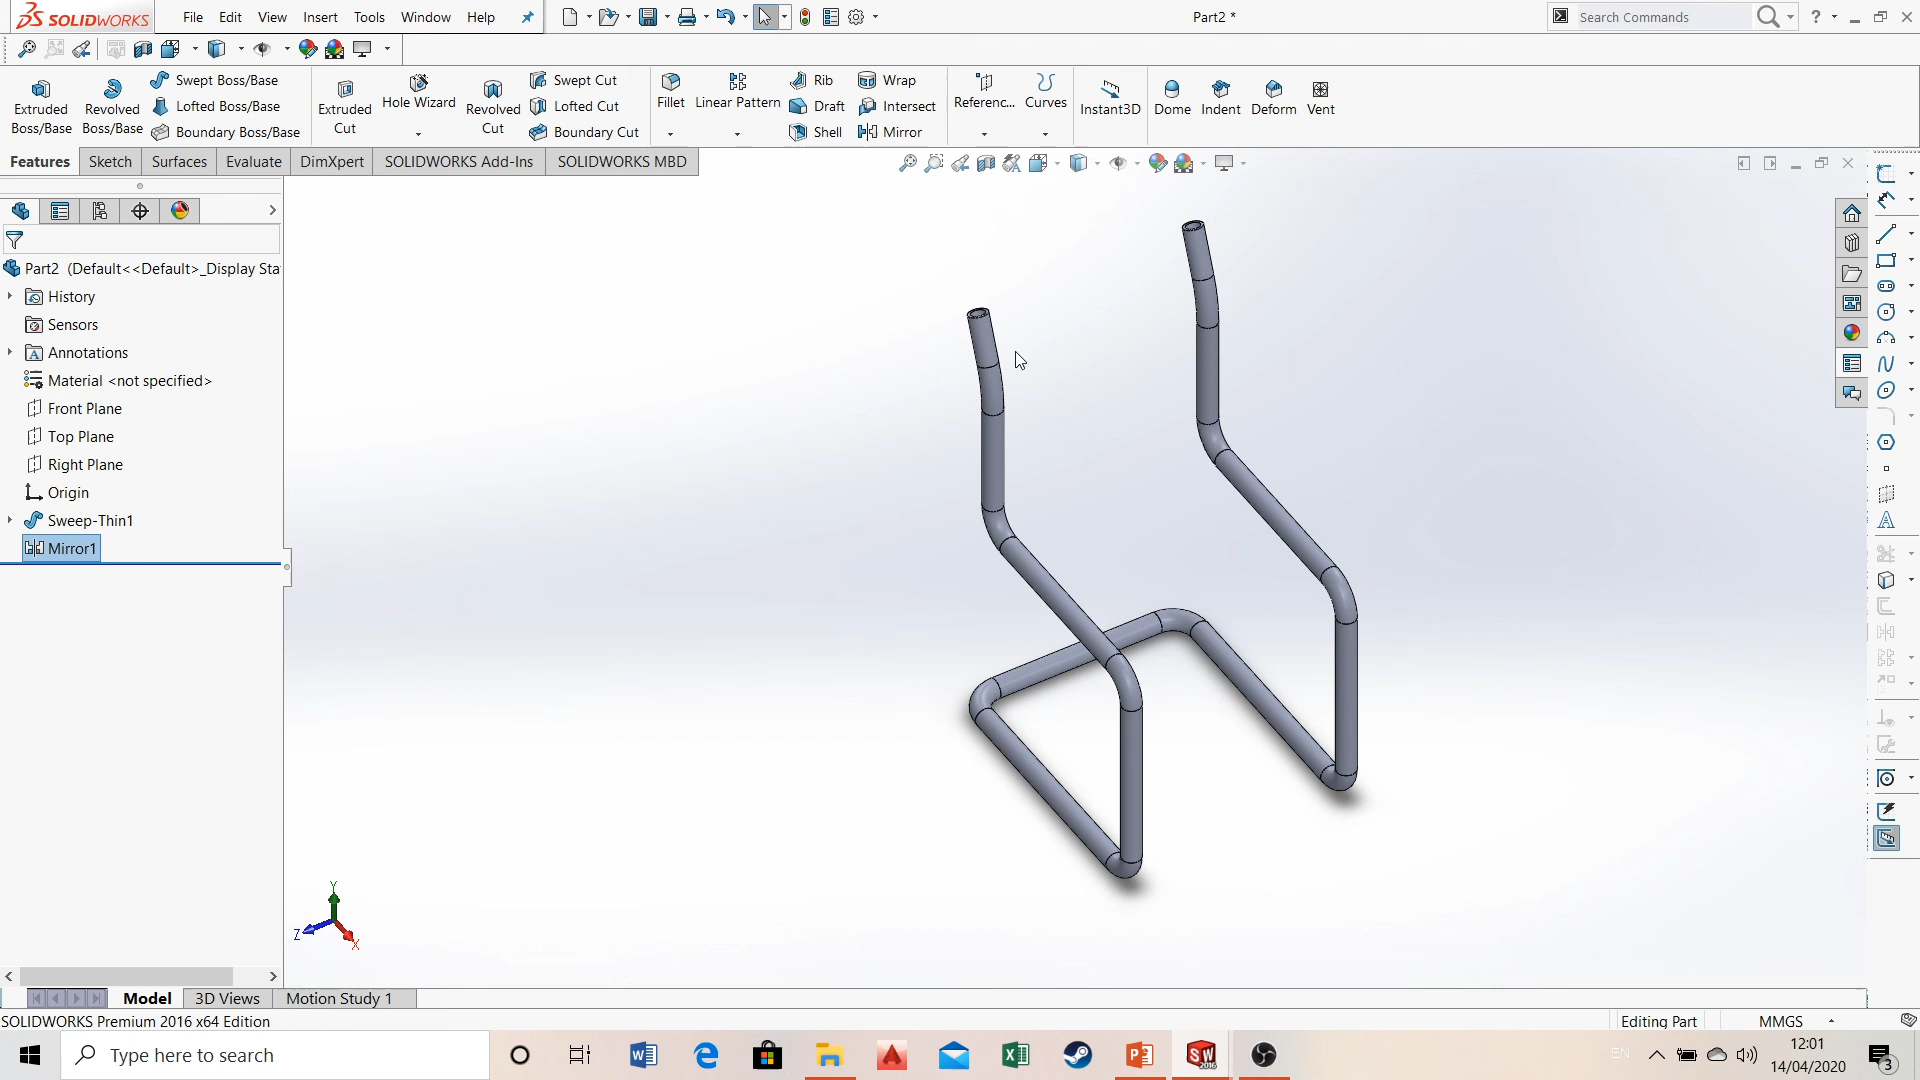 SOLIDWORKS File Edit View Insert Tools Window Help Part2 * Search Commands ?
Extruded Boss/Base
Revolved Boss/Base
Swept Boss/Base
Lofted Boss/Base
Boundary Boss/Base
Extruded Cut
Hole Wizard
Revolved Cut
Swept Cut
Lofted Cut
Boundary Cut
Fillet
Linear Pattern
Rib
Draft
Shell
Wrap
Intersect
Mirror
Referenc...
Curves
Instant3D
Dome
Indent
Deform
Vent
Features Sketch Surfaces Evaluate DimXpert SOLIDWORKS Add-Ins SOLIDWORKS MBD
Part2 (Default<<Default>_Display Sta
History
Sensors
Annotations
Material <not specified>
Front Plane
Top Plane
Right Plane
Origin
Sweep-Thin1
Mirror1
Y
Z
X
Model 3D Views Motion Study 1
SOLIDWORKS Premium 2016 x64 Edition Editing Part MMGS
Type here to search
EN
12:01
14/04/2020
3